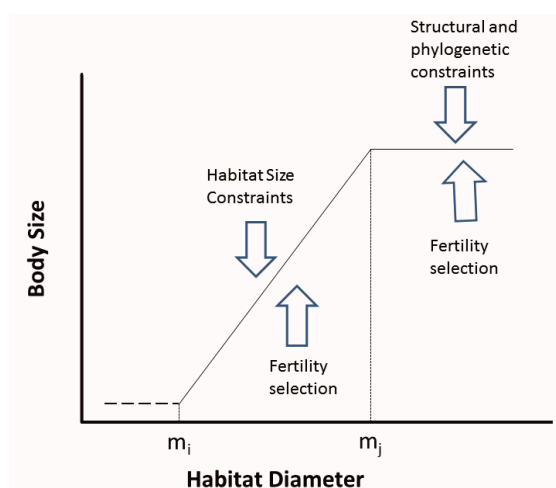 Structural and
phylogenetic
constraints
Habitat Size
Constraints
Fertility
selection
Fertility
selection
Body Size
mi
mj
Habitat Diameter